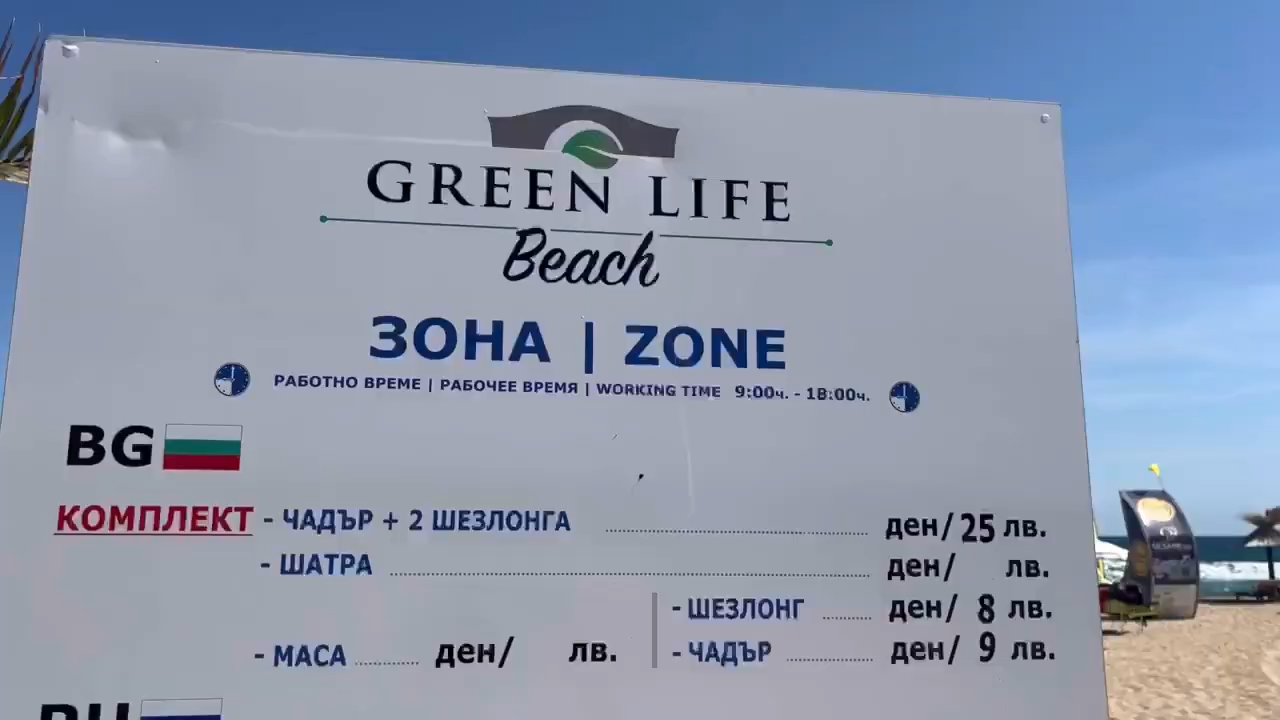 GREEN LIFE
Beach
ЗОНА | ZONE
РАБОТНО ВРЕМЕ | РАБОЧЕЕ ВРЕМЯ | WORKING TIME 9:00ч. - 18:00ч.
BG
КОМПЛЕКТ - ЧАДЪР + 2 ШЕЗЛОНГА ден/ 25 лв.
- ШАТРА ден/ лв.
- ШЕЗЛОНГ ден/ 8 лв.
- МАСА ден/ лв. - ЧАДЪР ден/ 9 лв.
RU